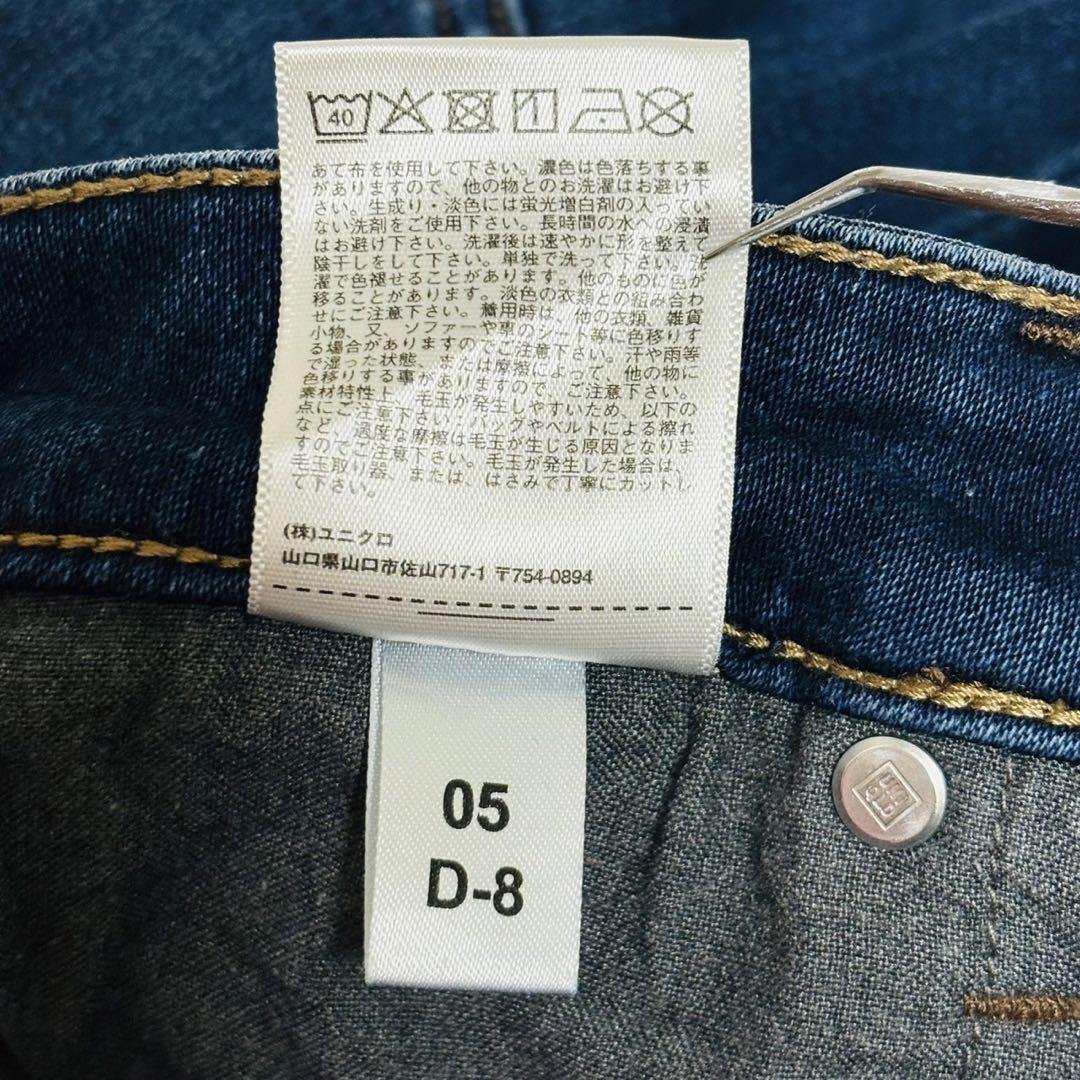 40
あて布を使用して下さい。濃色は色落ちする事
がありますので、他の物とのお洗濯はお避け下
さい。生成り・淡色には蛍光増白剤の入ってい
ない洗剤をご使用下さい。長時間の水への浸漬
はお避け下さい。洗濯後は速やかに形を整えて
陰干しをして下さい。単独で洗って下さい。洗
濯で色褪せることがあります。他のものに色が
移ることがあります。淡色の衣類との組み合わ
せにご注意下さい。着用時は、他の衣類、雑貨
小物、又、ソファーや車のシート等に色移りす
る場合がありますのでご注意下さい。汗や雨等
で湿った状態、または摩擦によって、他の物に
色移りする事がありますので、ご注意下さい。
素材特性上、毛玉が発生しやすいため、以下の
点にご注意下さい。バッグやベルトによる擦れ
など、過度な摩擦は毛玉が生じる原因となりま
すのでご注意下さい。毛玉が発生した場合は、
毛玉取り器、または、はさみで丁寧にカットし
て下さい。
(株)ユニクロ
山口県山口市佐山717-1 〒754-0894
05
D-8